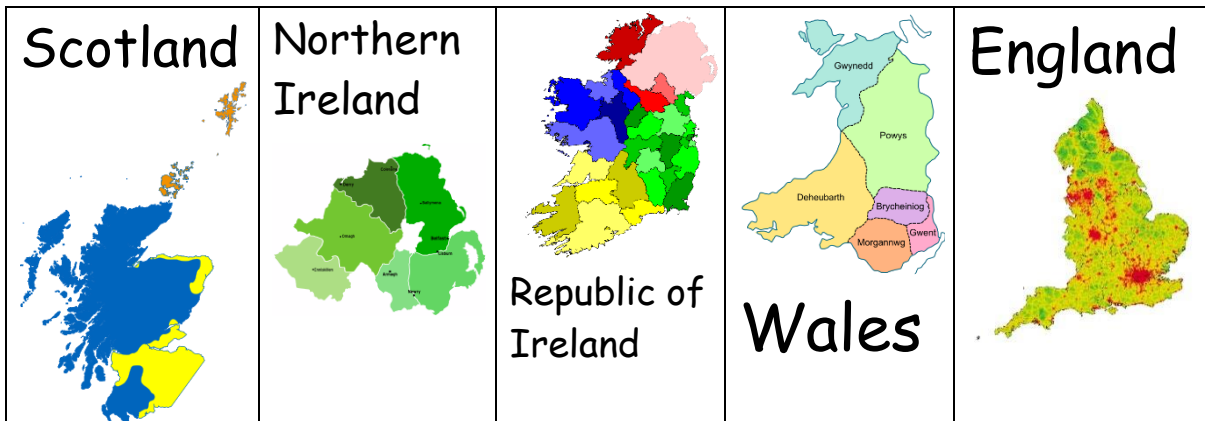 Scotland
Northern
Ireland
Republic of
Ireland
Gwynedd
Powys
Deheubarth
Brycheiniog
Morgannwg
Gwent
Wales
England